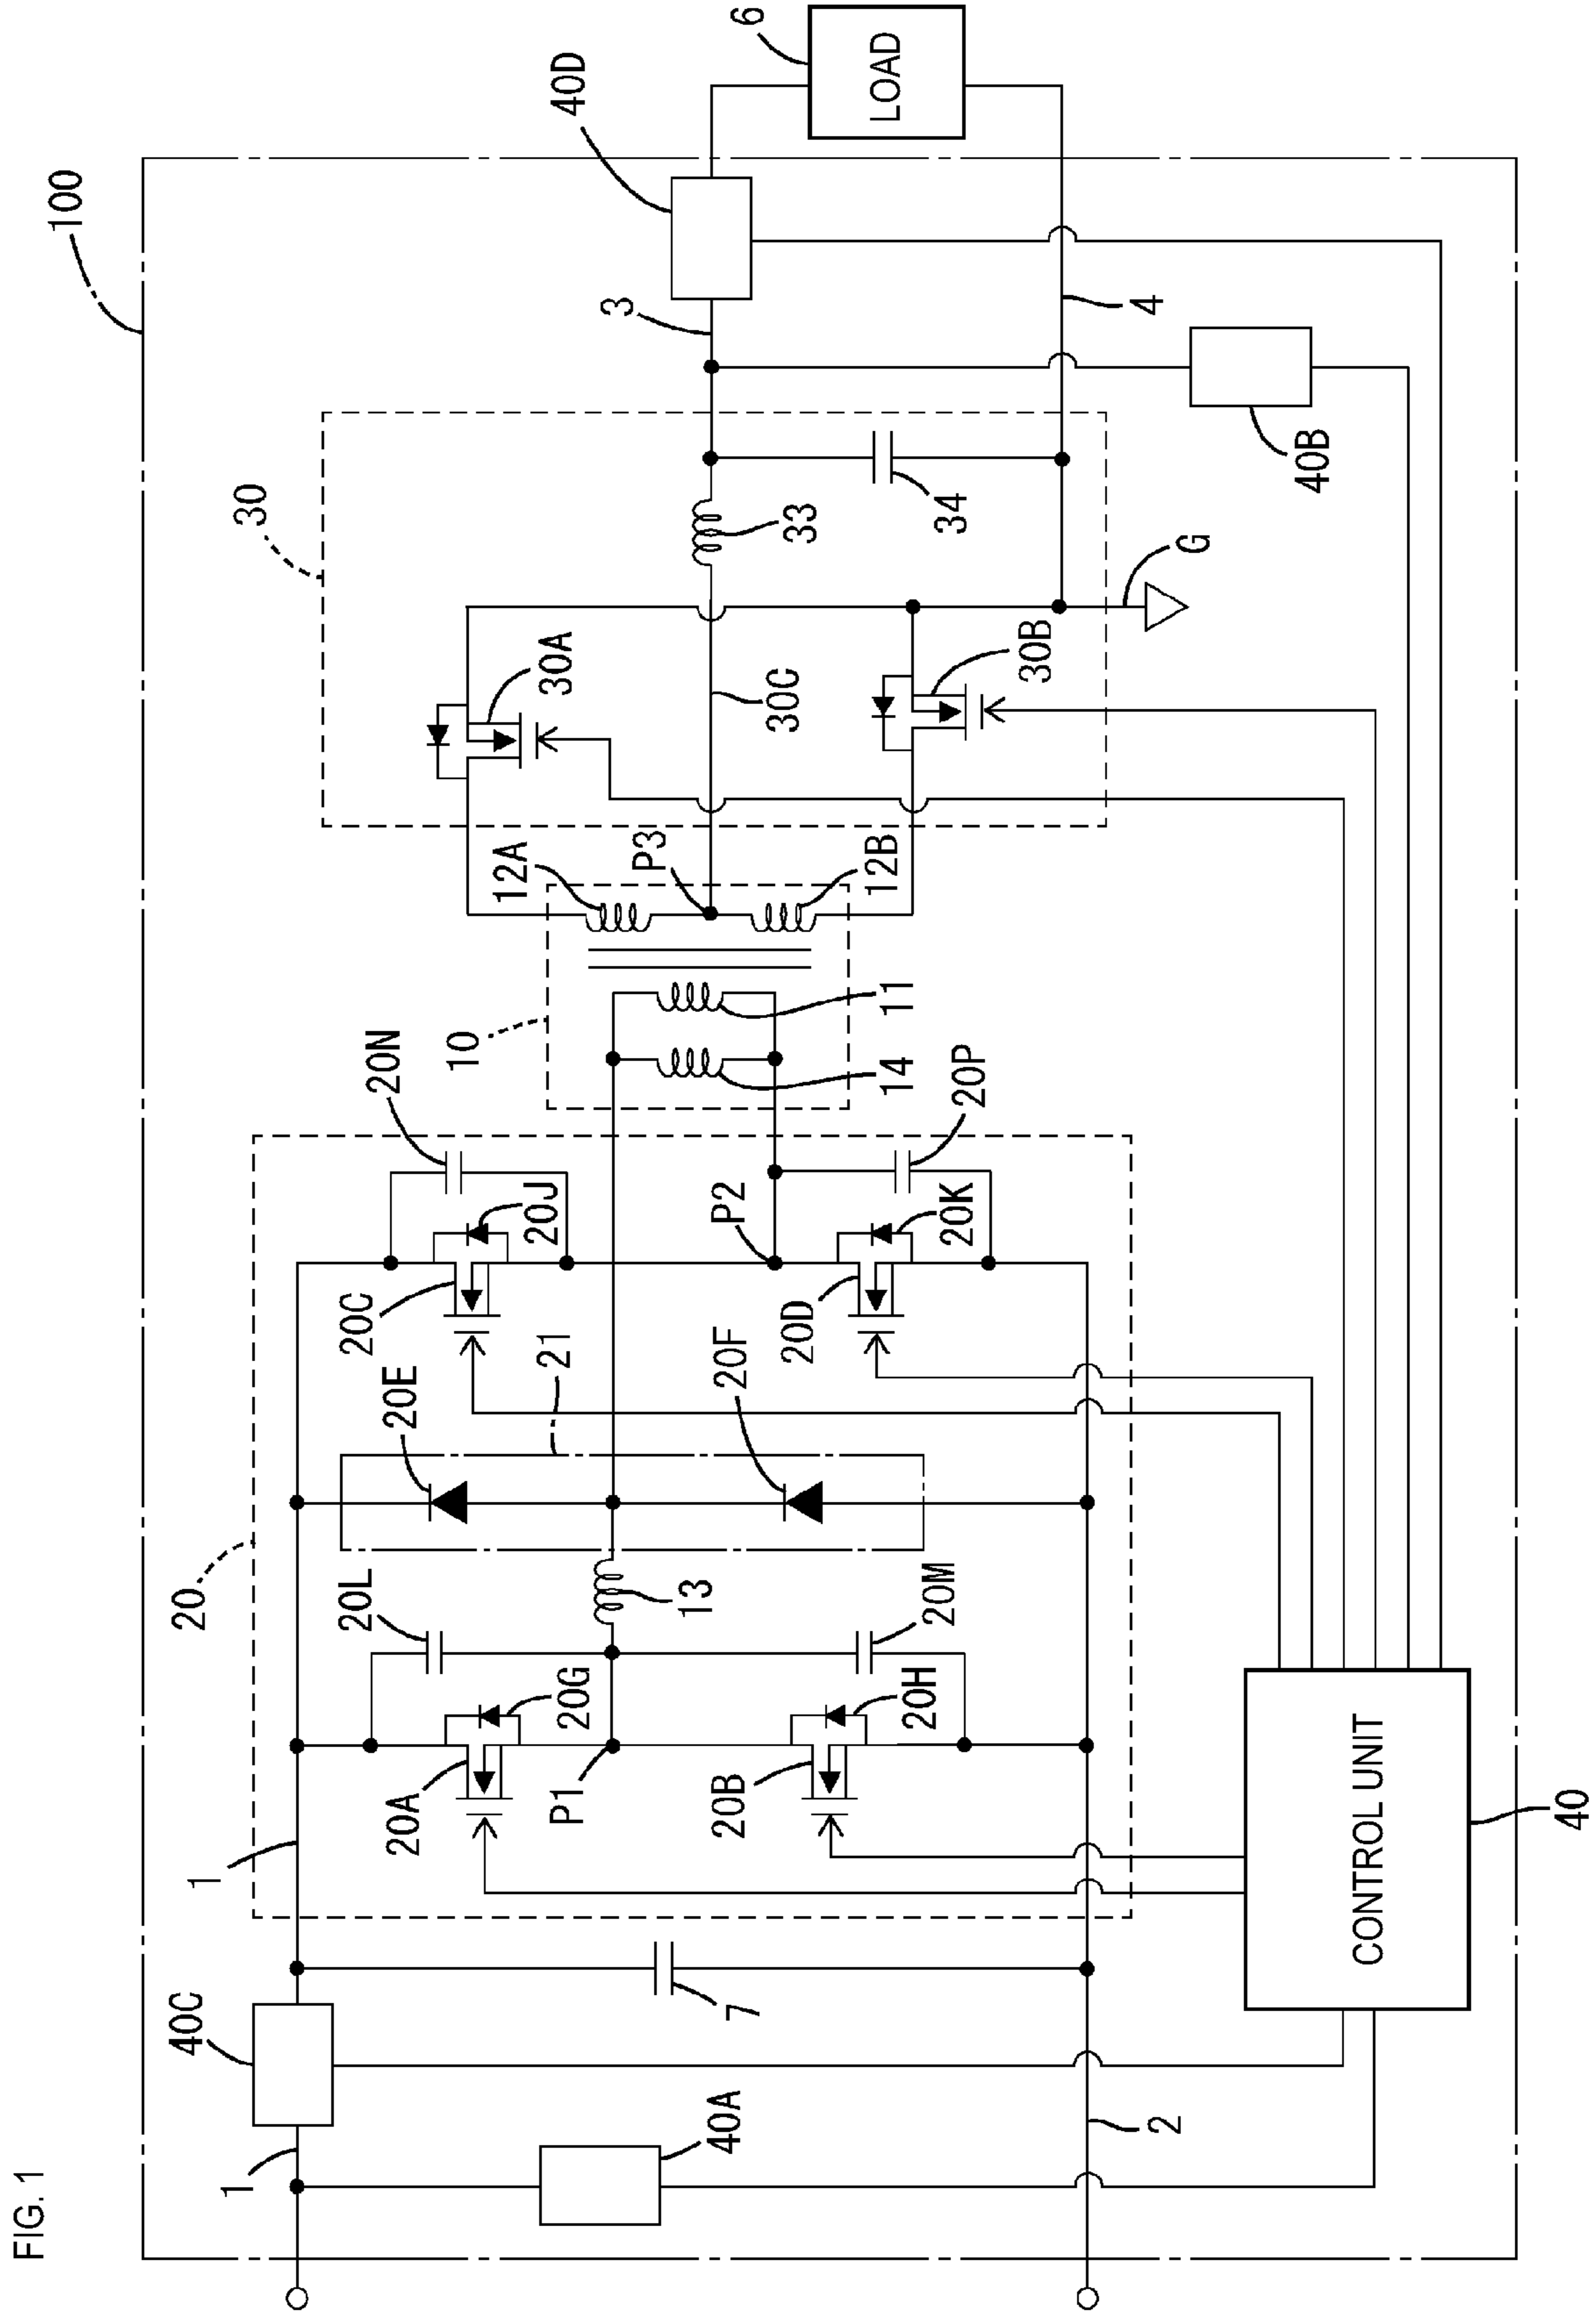 FIG. 1
100
20
30
10
40C
40A
1
1
2
7
20A
20B
20G
20H
20L
20M
P1
13
20E
20F
21
20C
20D
20J
20K
20N
20P
P2
14
11
12A
12B
P3
30A
30B
30C
33
34
G
3
4
40D
40B
6
LOAD
CONTROL UNIT
40